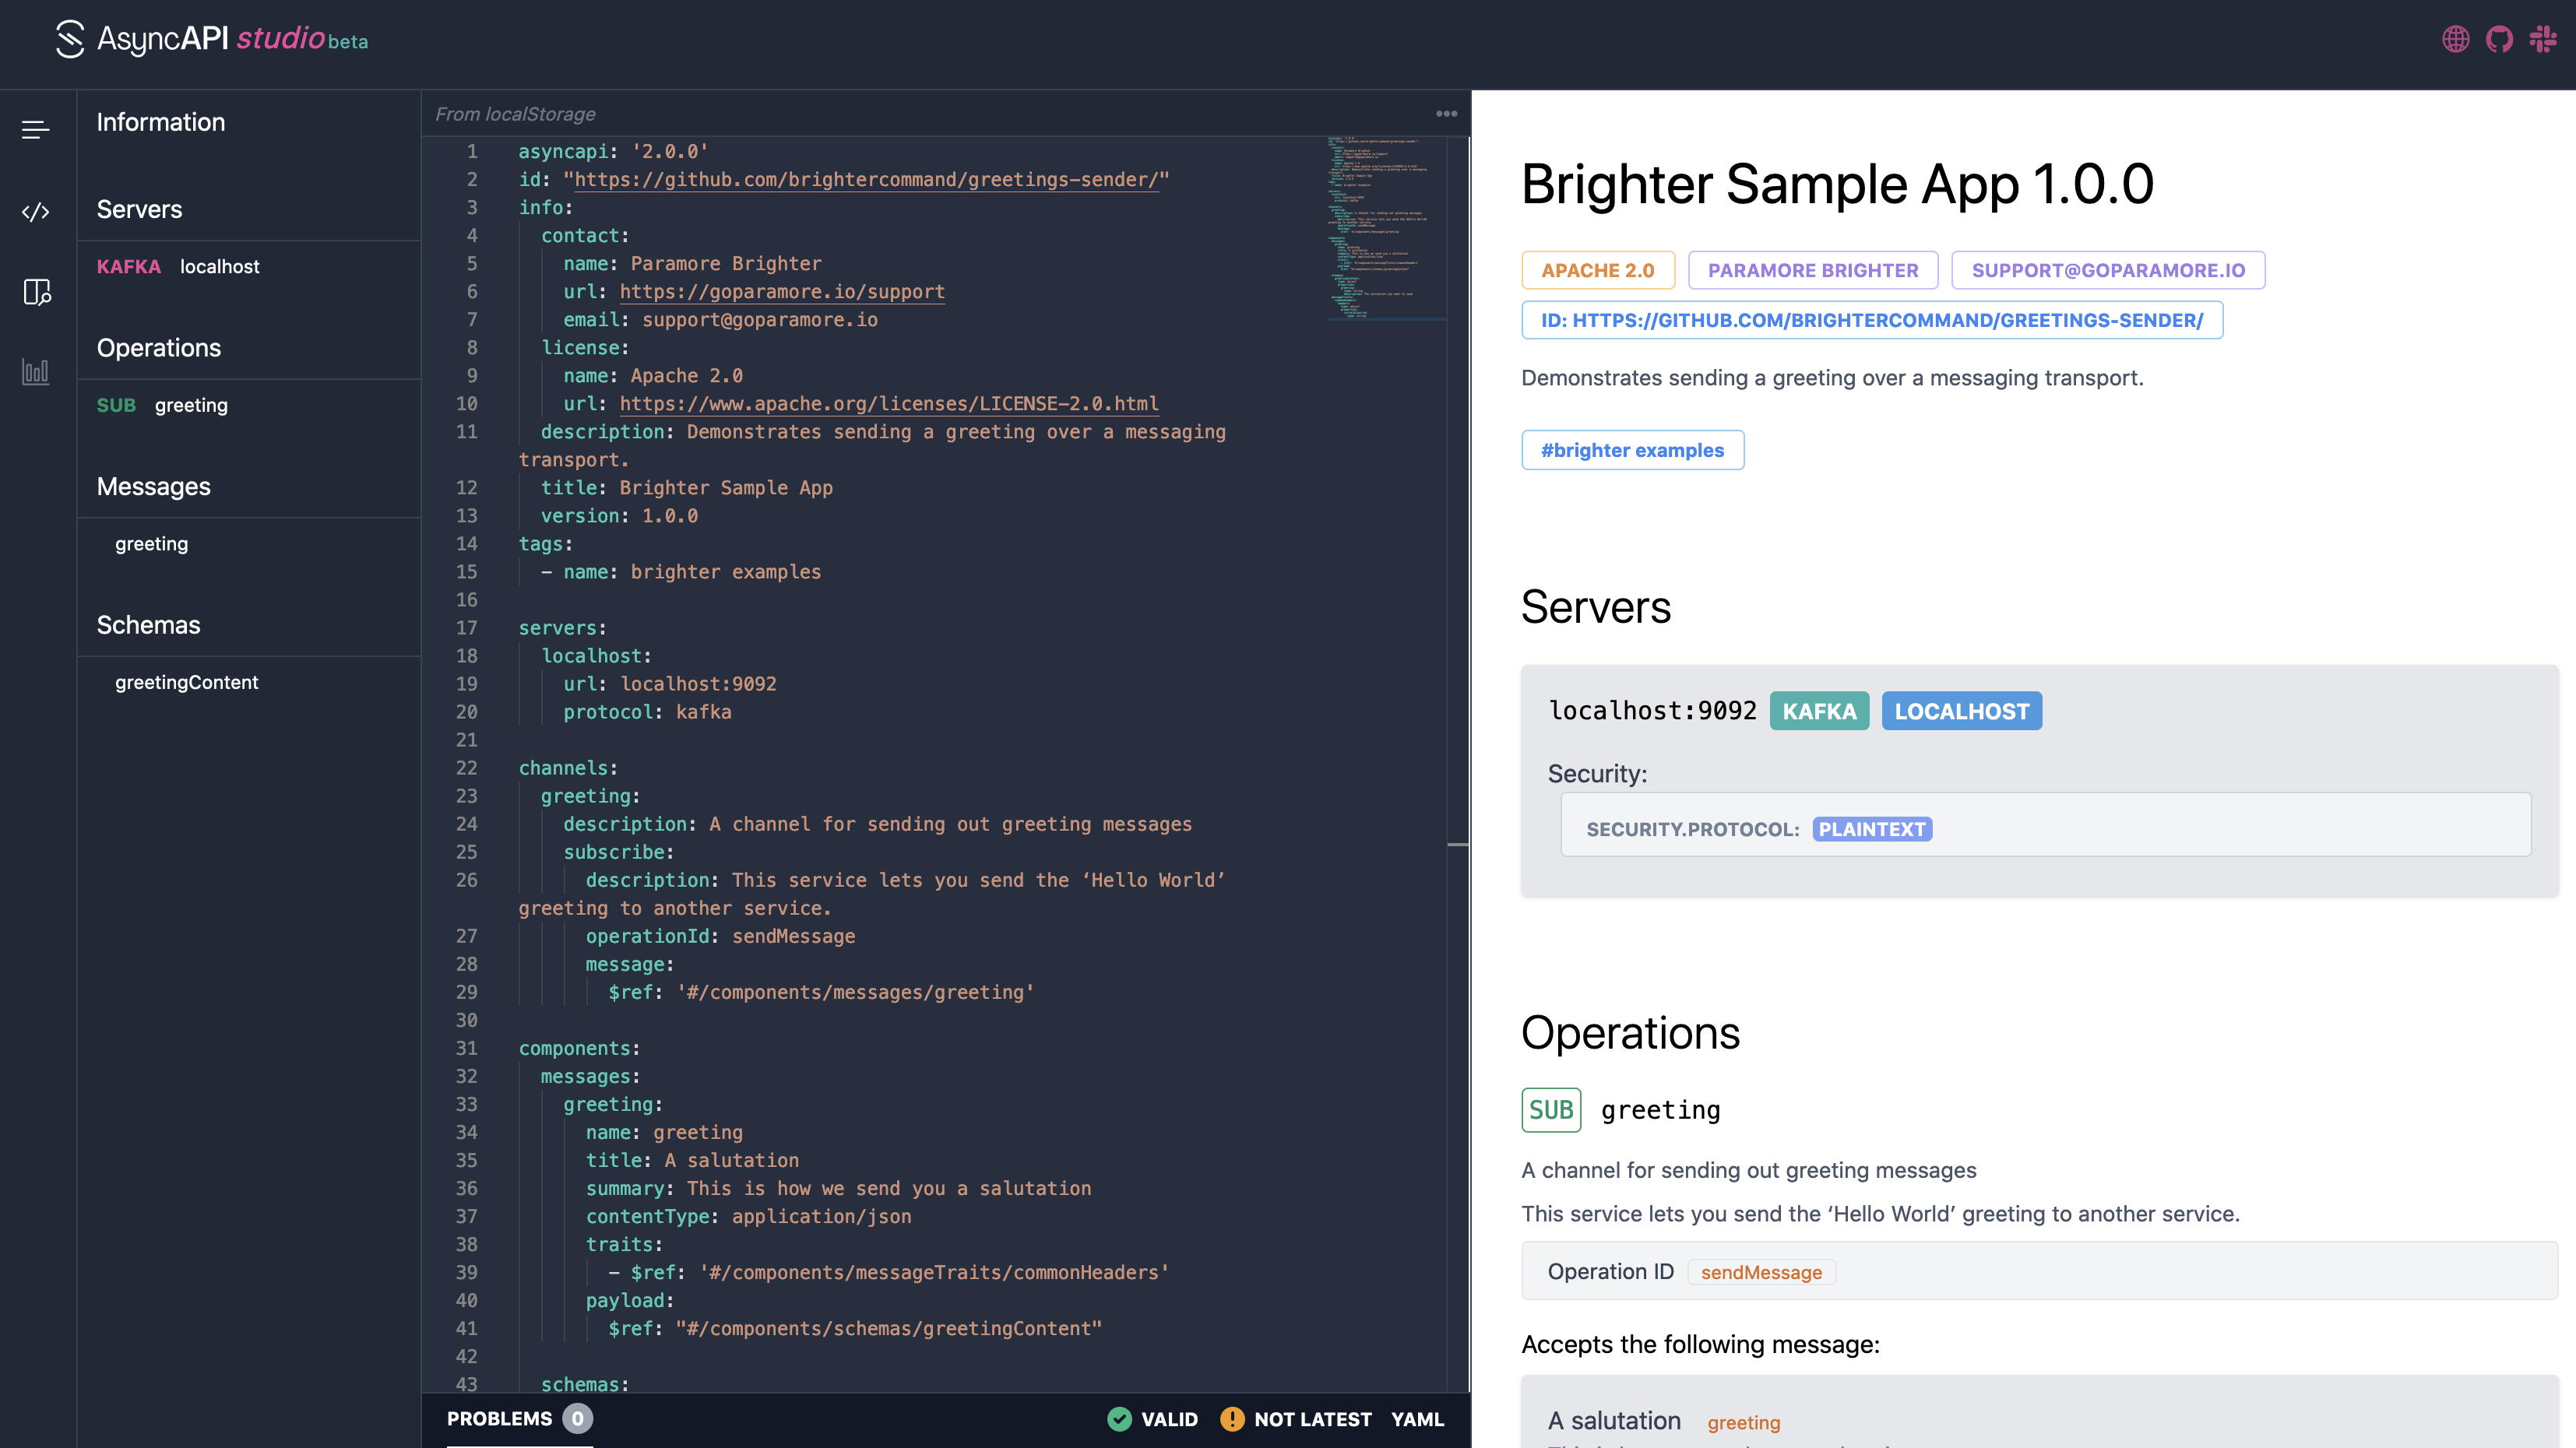 AsyncAPI studio beta
Information
Servers
KAFKA localhost
Operations
SUB greeting
Messages
greeting
Schemas
greetingContent
From localStorage
1 asyncapi: '2.0.0'
2 id: "https://github.com/brightercommand/greetings-sender/"
3 info:
4 contact:
5 name: Paramore Brighter
6 url: https://goparamore.io/support
7 email: support@goparamore.io
8 license:
9 name: Apache 2.0
10 url: https://www.apache.org/licenses/LICENSE-2.0.html
11 description: Demonstrates sending a greeting over a messaging
transport.
12 title: Brighter Sample App
13 version: 1.0.0
14 tags:
15 - name: brighter examples
16
17 servers:
18 localhost:
19 url: localhost:9092
20 protocol: kafka
21
22 channels:
23 greeting:
24 description: A channel for sending out greeting messages
25 subscribe:
26 description: This service lets you send the ‘Hello World’
greeting to another service.
27 operationId: sendMessage
28 message:
29 $ref: '#/components/messages/greeting'
30
31 components:
32 messages:
33 greeting:
34 name: greeting
35 title: A salutation
36 summary: This is how we send you a salutation
37 contentType: application/json
38 traits:
39 - $ref: '#/components/messageTraits/commonHeaders'
40 payload:
41 $ref: "#/components/schemas/greetingContent"
42
43 schemas:
PROBLEMS 0
VALID
NOT LATEST
YAML
Brighter Sample App 1.0.0
APACHE 2.0
PARAMORE BRIGHTER
SUPPORT@GOPARAMORE.IO
ID: HTTPS://GITHUB.COM/BRIGHTERCOMMAND/GREETINGS-SENDER/
Demonstrates sending a greeting over a messaging transport.
#brighter examples
Servers
localhost:9092 KAFKA LOCALHOST
Security:
SECURITY.PROTOCOL: PLAINTEXT
Operations
SUB greeting
A channel for sending out greeting messages
This service lets you send the ‘Hello World’ greeting to another service.
Operation ID sendMessage
Accepts the following message:
A salutation greeting